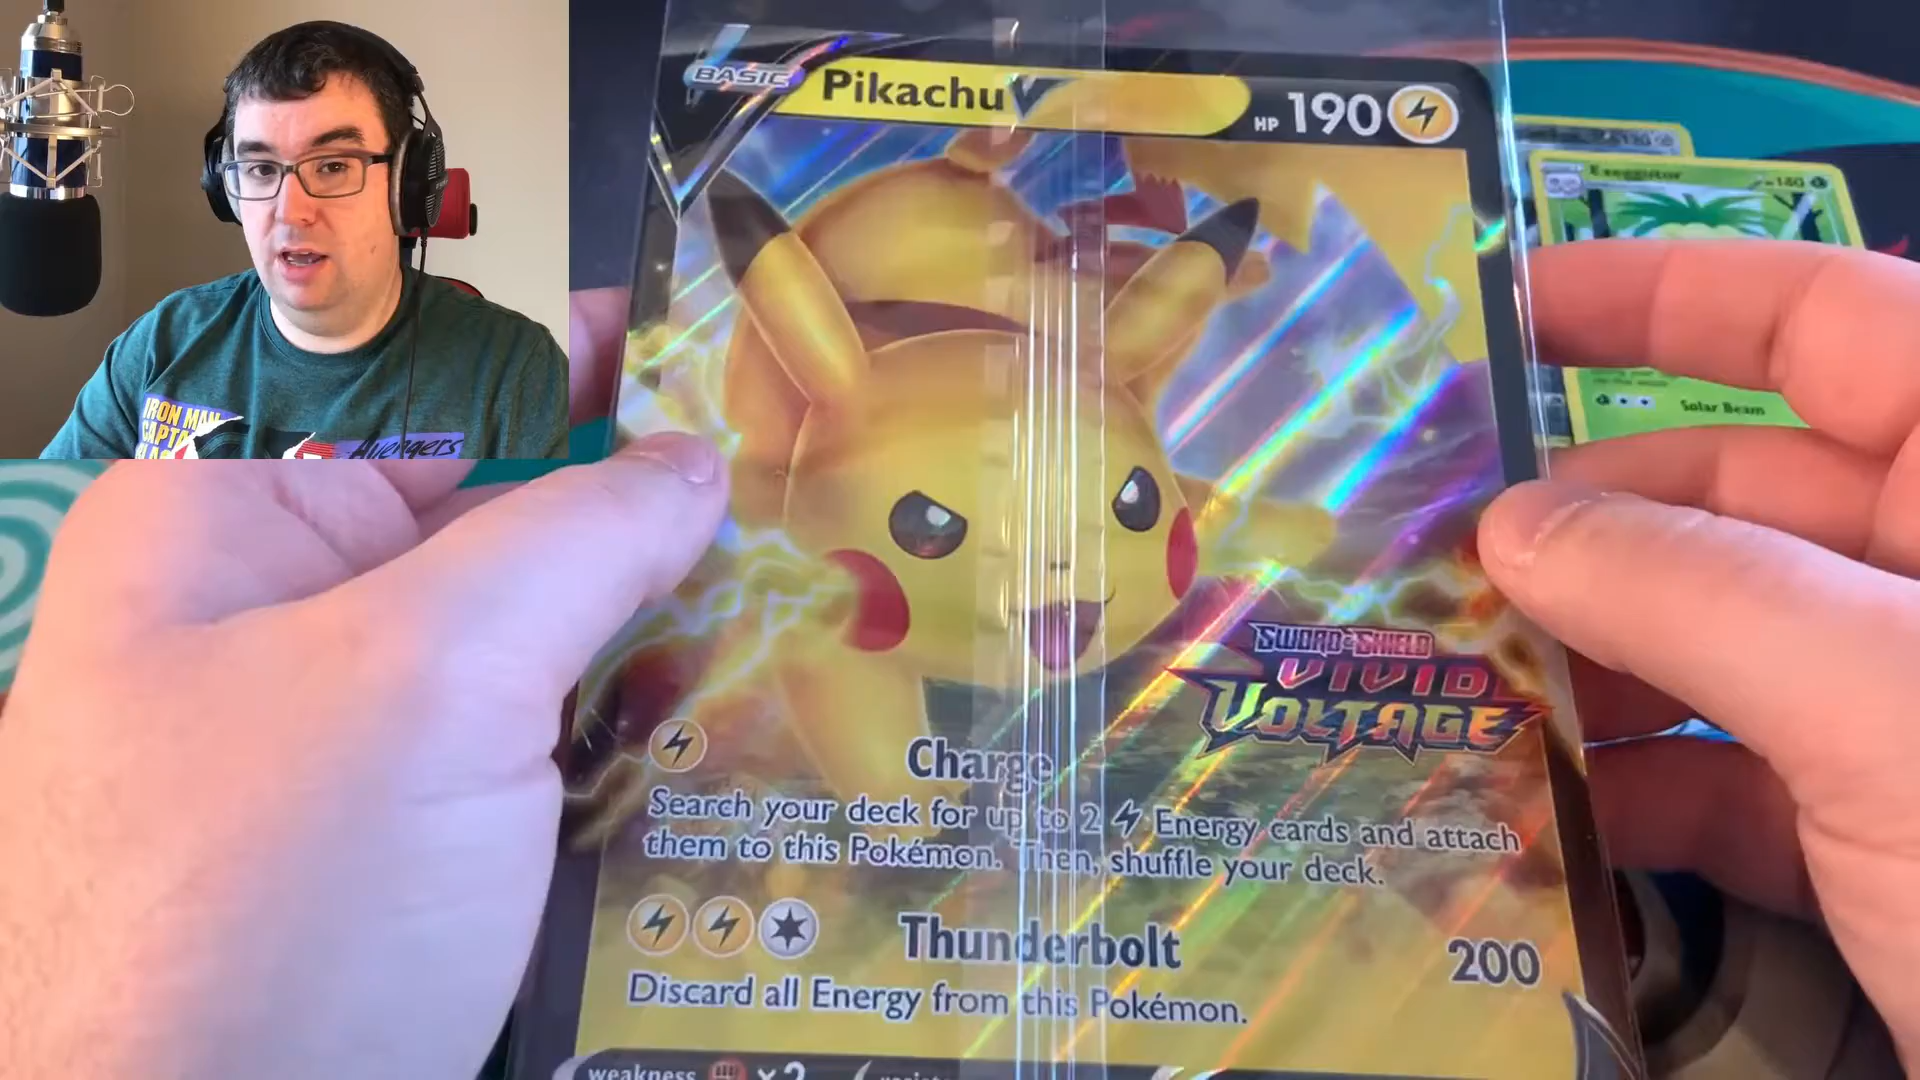 BASIC
Pikachu V
HP 190
Exeggutor
140
Solar Beam
IRON MAN
CAPT
Avengers
SWORD & SHIELD
VIVID
VOLTAGE
Charge
Search your deck for up to 2 Energy cards and attach
them to this Pokémon. Then, shuffle your deck.
Thunderbolt
200
Discard all Energy from this Pokémon.
weakness ×2